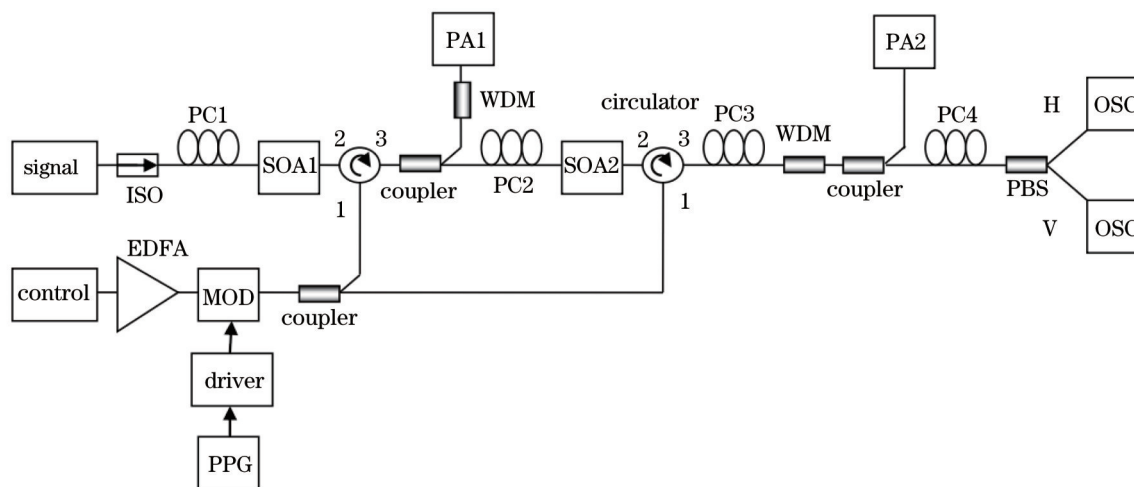 PA1
PA2
WDM
circulator
H
OSC
PC1
PC3
WDM
PC4
2
3
2
3
signal
SOA1
SOA2
ISO
coupler
PC2
coupler
PBS
1
1
V
OSC
EDFA
control
MOD
coupler
driver
PPG